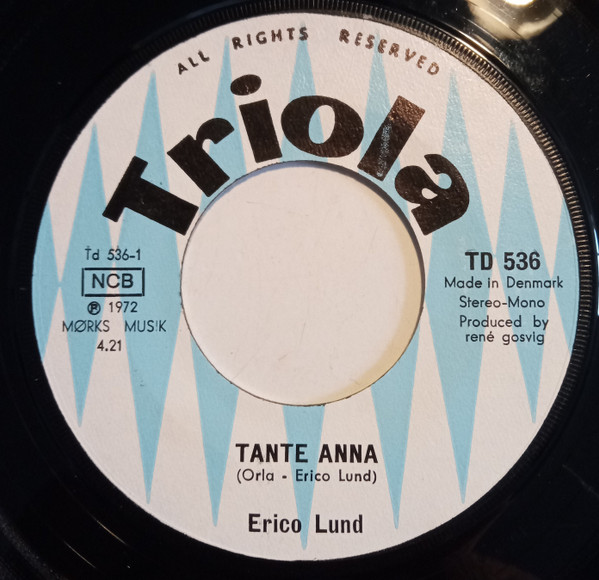 ALL RIGHTS RESERVED
Triola
Td 536-1
NCB
℗ 1972
MØRKS MUSIK
4.21
TD 536
Made in Denmark
Stereo-Mono
Produced by
rené gosvig
TANTE ANNA
(Orla - Erico Lund)
Erico Lund